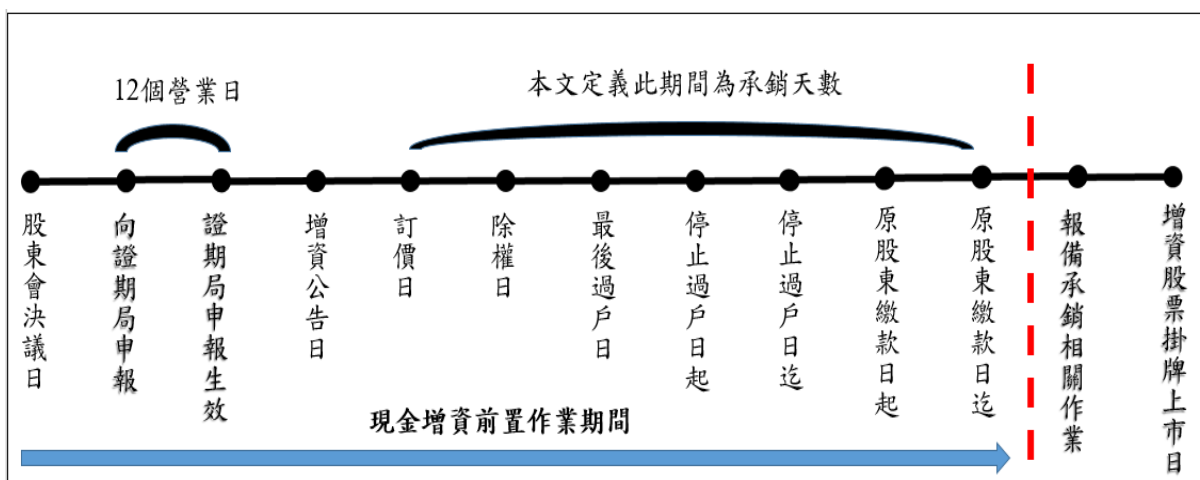 12個營業日
本文定義此期間為承銷天數
股東會決議日
向證期局申報
證期局申報生效
增資公告日
訂價日
除權日
最後過戶日
停止過戶日起
停止過戶日迄
原股東繳款日起
原股東繳款日迄
報備承銷相關作業
增資股票掛牌上市日
現金增資前置作業期間